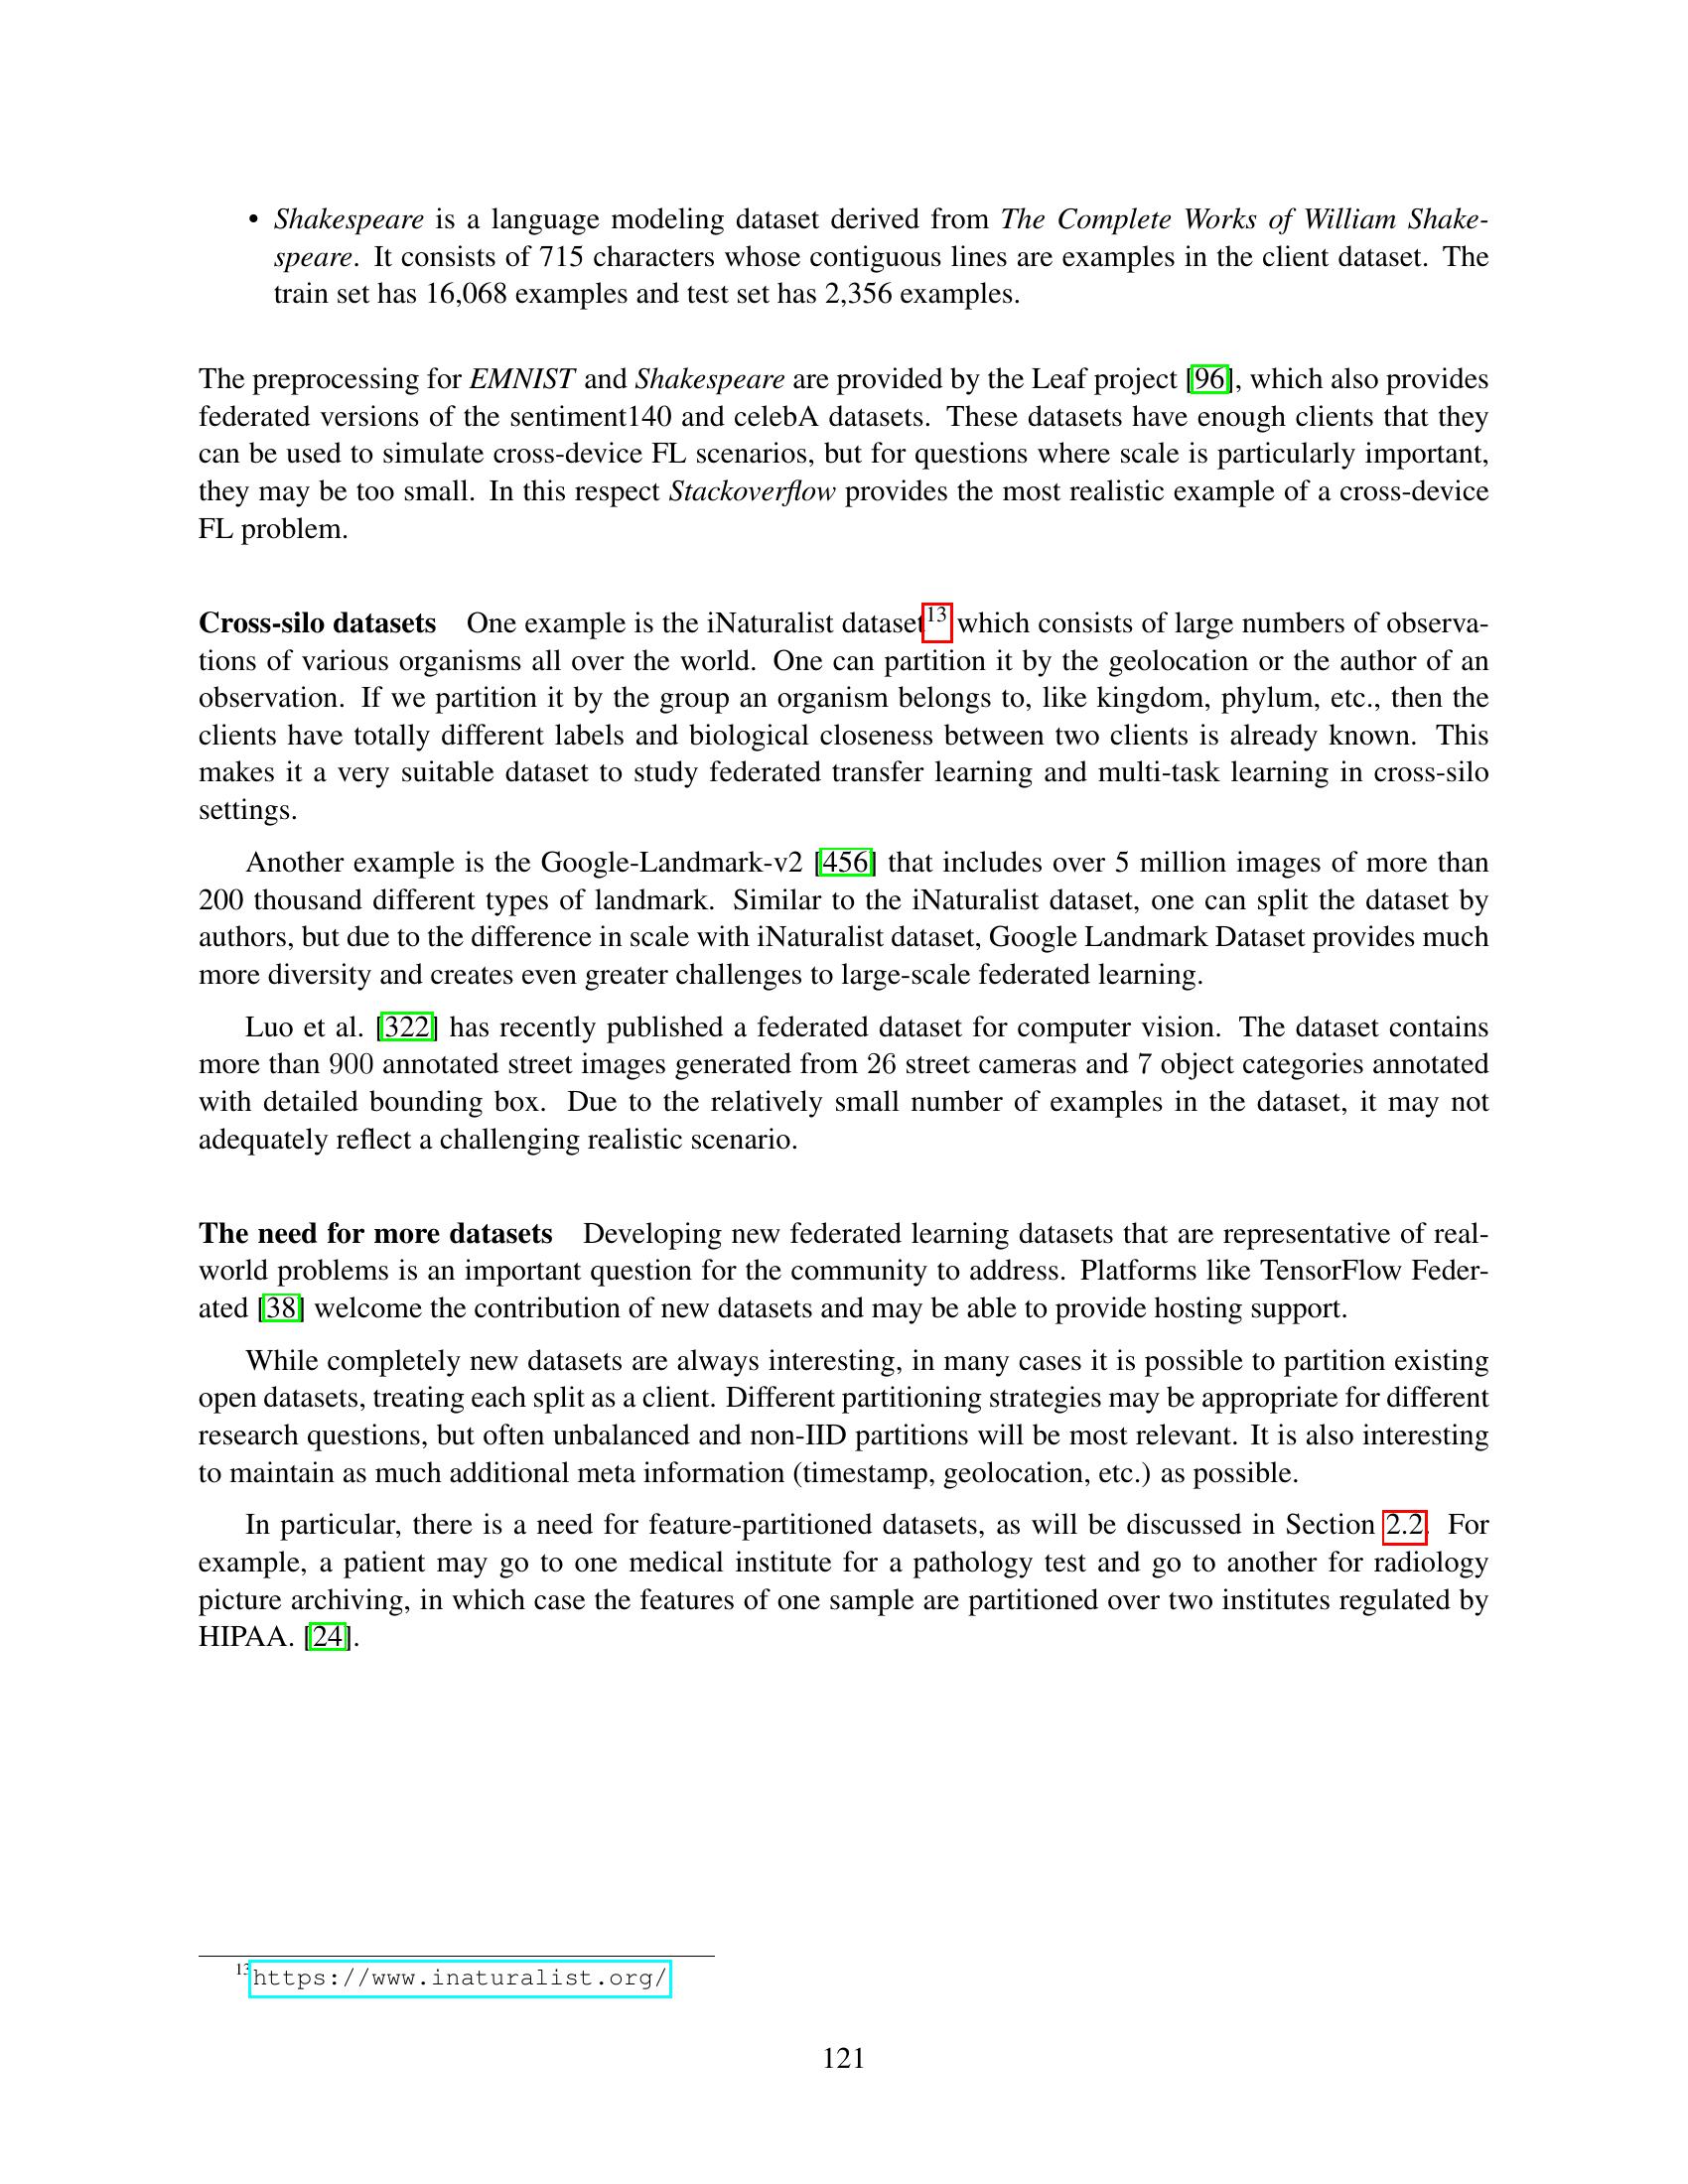 • Shakespeare is a language modeling dataset derived from The Complete Works of William Shake-
speare. It consists of 715 characters whose contiguous lines are examples in the client dataset. The
train set has 16,068 examples and test set has 2,356 examples.
The preprocessing for EMNIST and Shakespeare are provided by the Leaf project [96], which also provides
federated versions of the sentiment140 and celebA datasets. These datasets have enough clients that they
can be used to simulate cross-device FL scenarios, but for questions where scale is particularly important,
they may be too small. In this respect Stackoverflow provides the most realistic example of a cross-device
FL problem.
Cross-silo datasets One example is the iNaturalist dataset13 which consists of large numbers of observa-
tions of various organisms all over the world. One can partition it by the geolocation or the author of an
observation. If we partition it by the group an organism belongs to, like kingdom, phylum, etc., then the
clients have totally different labels and biological closeness between two clients is already known. This
makes it a very suitable dataset to study federated transfer learning and multi-task learning in cross-silo
settings.
Another example is the Google-Landmark-v2 [456] that includes over 5 million images of more than
200 thousand different types of landmark. Similar to the iNaturalist dataset, one can split the dataset by
authors, but due to the difference in scale with iNaturalist dataset, Google Landmark Dataset provides much
more diversity and creates even greater challenges to large-scale federated learning.
Luo et al. [322] has recently published a federated dataset for computer vision. The dataset contains
more than 900 annotated street images generated from 26 street cameras and 7 object categories annotated
with detailed bounding box. Due to the relatively small number of examples in the dataset, it may not
adequately reflect a challenging realistic scenario.
The need for more datasets Developing new federated learning datasets that are representative of real-
world problems is an important question for the community to address. Platforms like TensorFlow Feder-
ated [38] welcome the contribution of new datasets and may be able to provide hosting support.
While completely new datasets are always interesting, in many cases it is possible to partition existing
open datasets, treating each split as a client. Different partitioning strategies may be appropriate for different
research questions, but often unbalanced and non-IID partitions will be most relevant. It is also interesting
to maintain as much additional meta information (timestamp, geolocation, etc.) as possible.
In particular, there is a need for feature-partitioned datasets, as will be discussed in Section 2.2. For
example, a patient may go to one medical institute for a pathology test and go to another for radiology
picture archiving, in which case the features of one sample are partitioned over two institutes regulated by
HIPAA. [24].
13https://www.inaturalist.org/
121